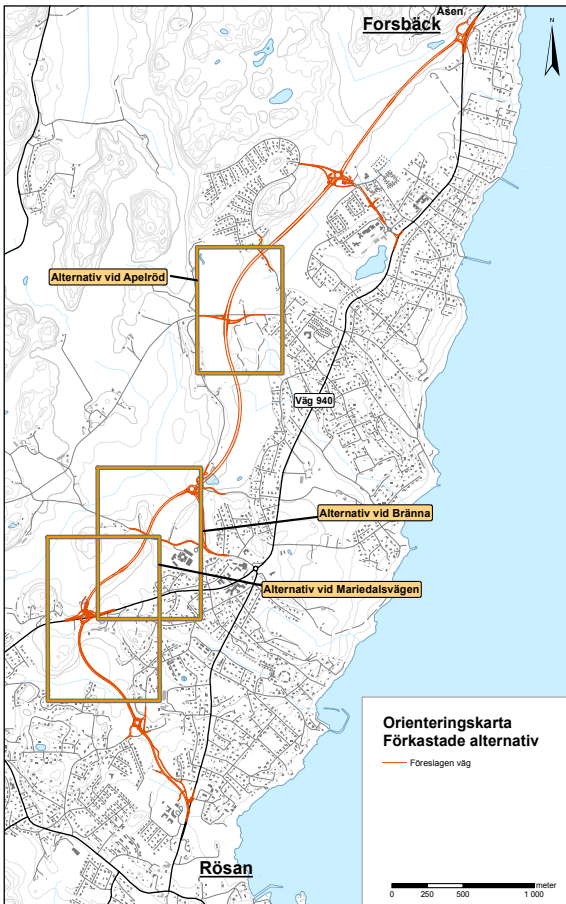 Åsen
Forsbäck
N
Alternativ vid Apelröd
Väg 940
Alternativ vid Bränna
Alternativ vid Mariedalsvägen
Orienteringskarta
Förkastade alternativ
Föreslagen väg
Rösan
meter
0 250 500 1 000